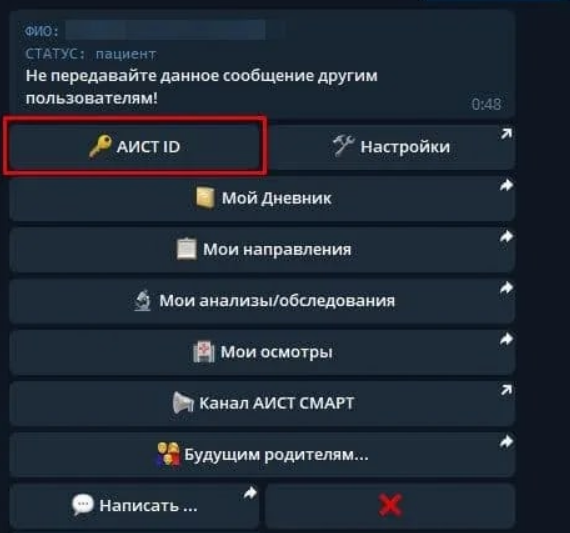 ФИО:
СТАТУС: пациент
Не передавайте данное сообщение другим
пользователям!
0:48
АИСТ ID
Настройки
Мой Дневник
Мои направления
Мои анализы/обследования
Мои осмотры
Канал АИСТ СМАРТ
Будущим родителям...
Написать ...